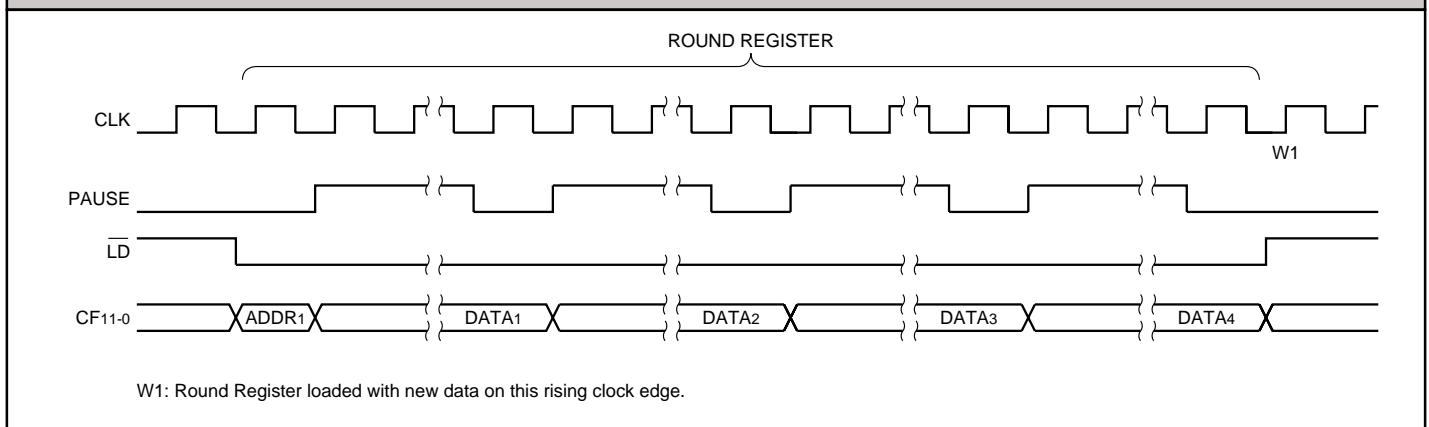 ROUND REGISTER
CLK
W1
PAUSE
LD
CF11-0 ADDR1 DATA1 DATA2 DATA3 DATA4
W1: Round Register loaded with new data on this rising clock edge.